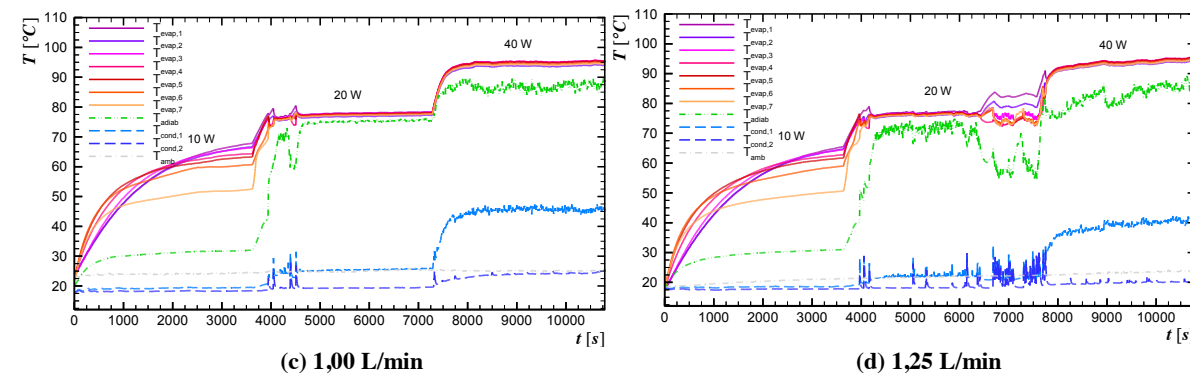 T [°C]
110
100
90
80
70
60
50
40
30
20
T evap,1
T evap,2
T evap,3
T evap,4
T evap,5
T evap,6
T evap,7
T adiab
T cond,1
T cond,2
T amb
10 W
20 W
40 W
0 1000 2000 3000 4000 5000 6000 7000 8000 9000 10000
t [s]
(c) 1,00 L/min
T [°C]
110
100
90
80
70
60
50
40
30
20
T evap,1
T evap,2
T evap,3
T evap,4
T evap,5
T evap,6
T evap,7
T adiab
T cond,1
T cond,2
T amb
10 W
20 W
40 W
0 1000 2000 3000 4000 5000 6000 7000 8000 9000 10000
t [s]
(d) 1,25 L/min